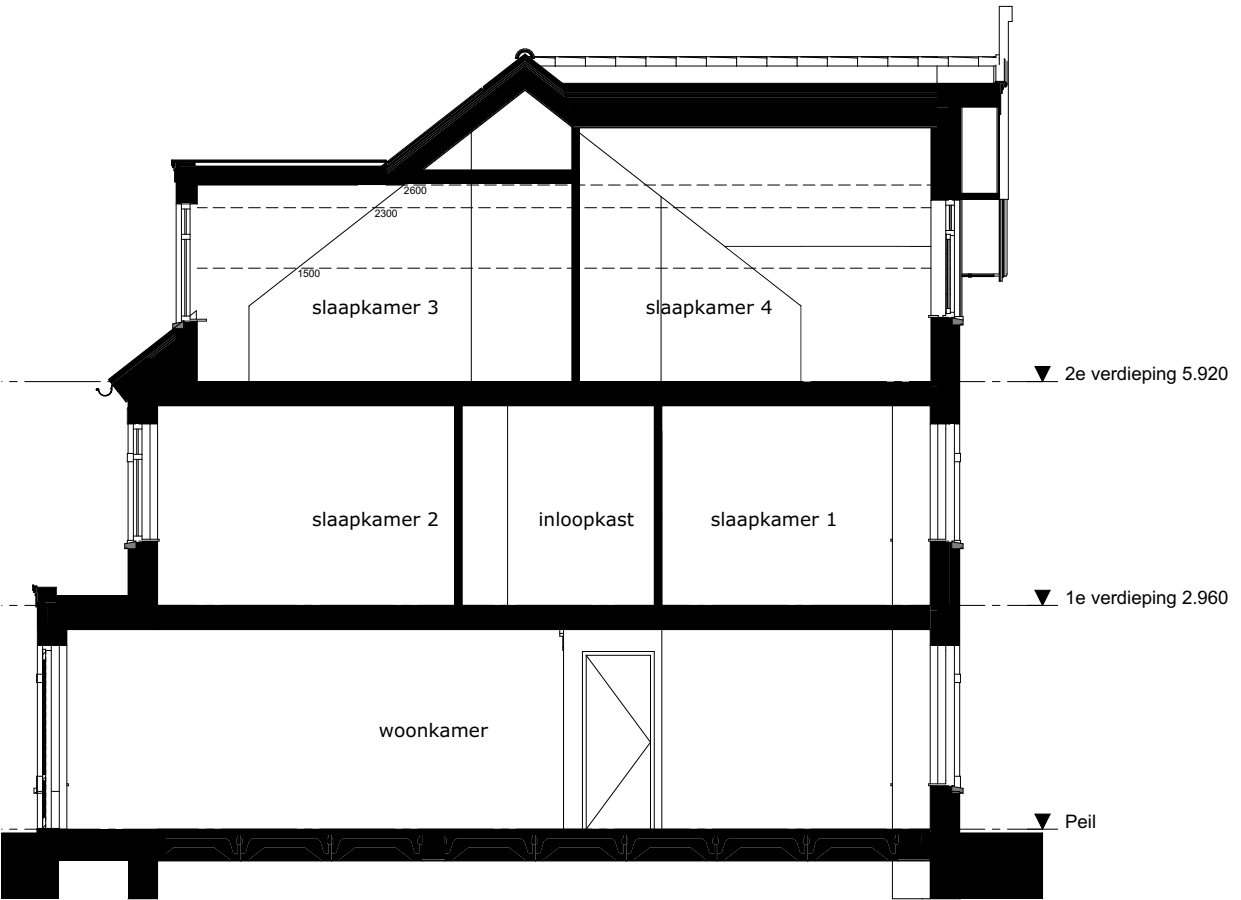 2600
2300
1500
slaapkamer 3
slaapkamer 4
2e verdieping 5.920
slaapkamer 2
inloopkast
slaapkamer 1
1e verdieping 2.960
woonkamer
Peil